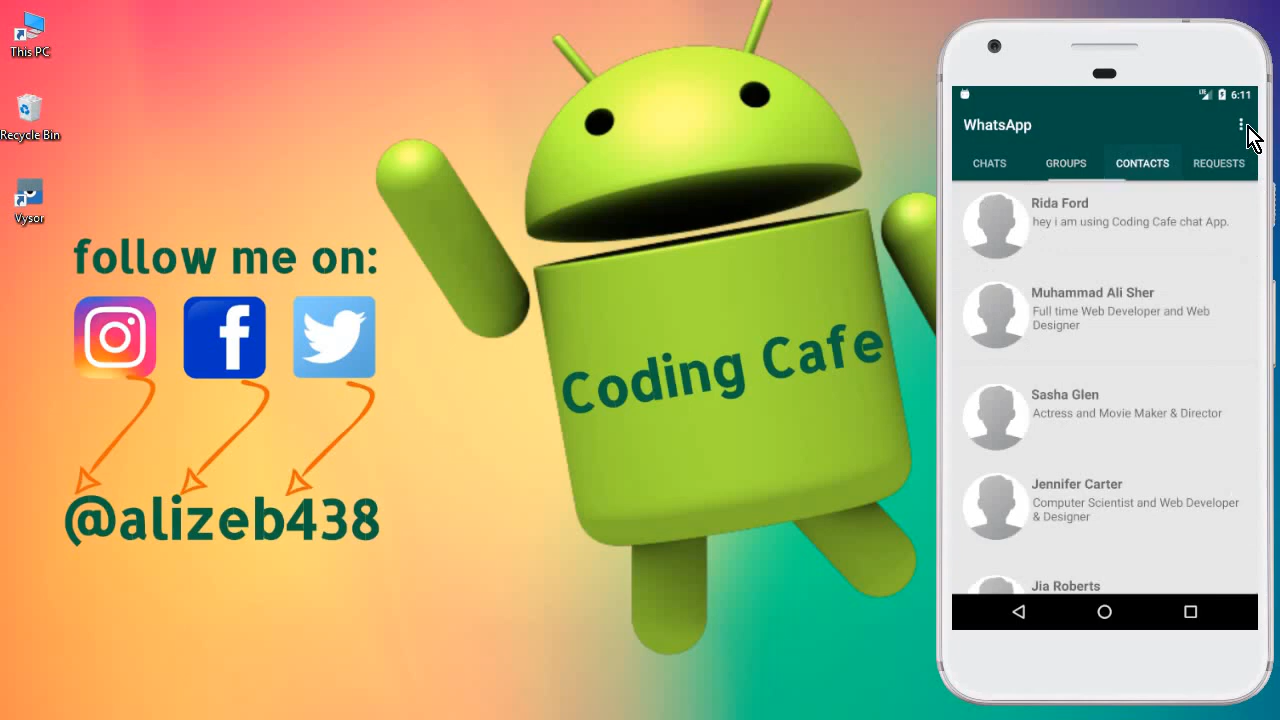 This PC
Recycle Bin
Vysor
follow me on:
@alizeb438
Coding Cafe
LTE 6:11
WhatsApp
CHATS GROUPS CONTACTS REQUESTS
Rida Ford
hey i am using Coding Cafe chat App.
Muhammad Ali Sher
Full time Web Developer and Web
Designer
Sasha Glen
Actress and Movie Maker & Director
Jennifer Carter
Computer Scientist and Web Developer
& Designer
Jia Roberts